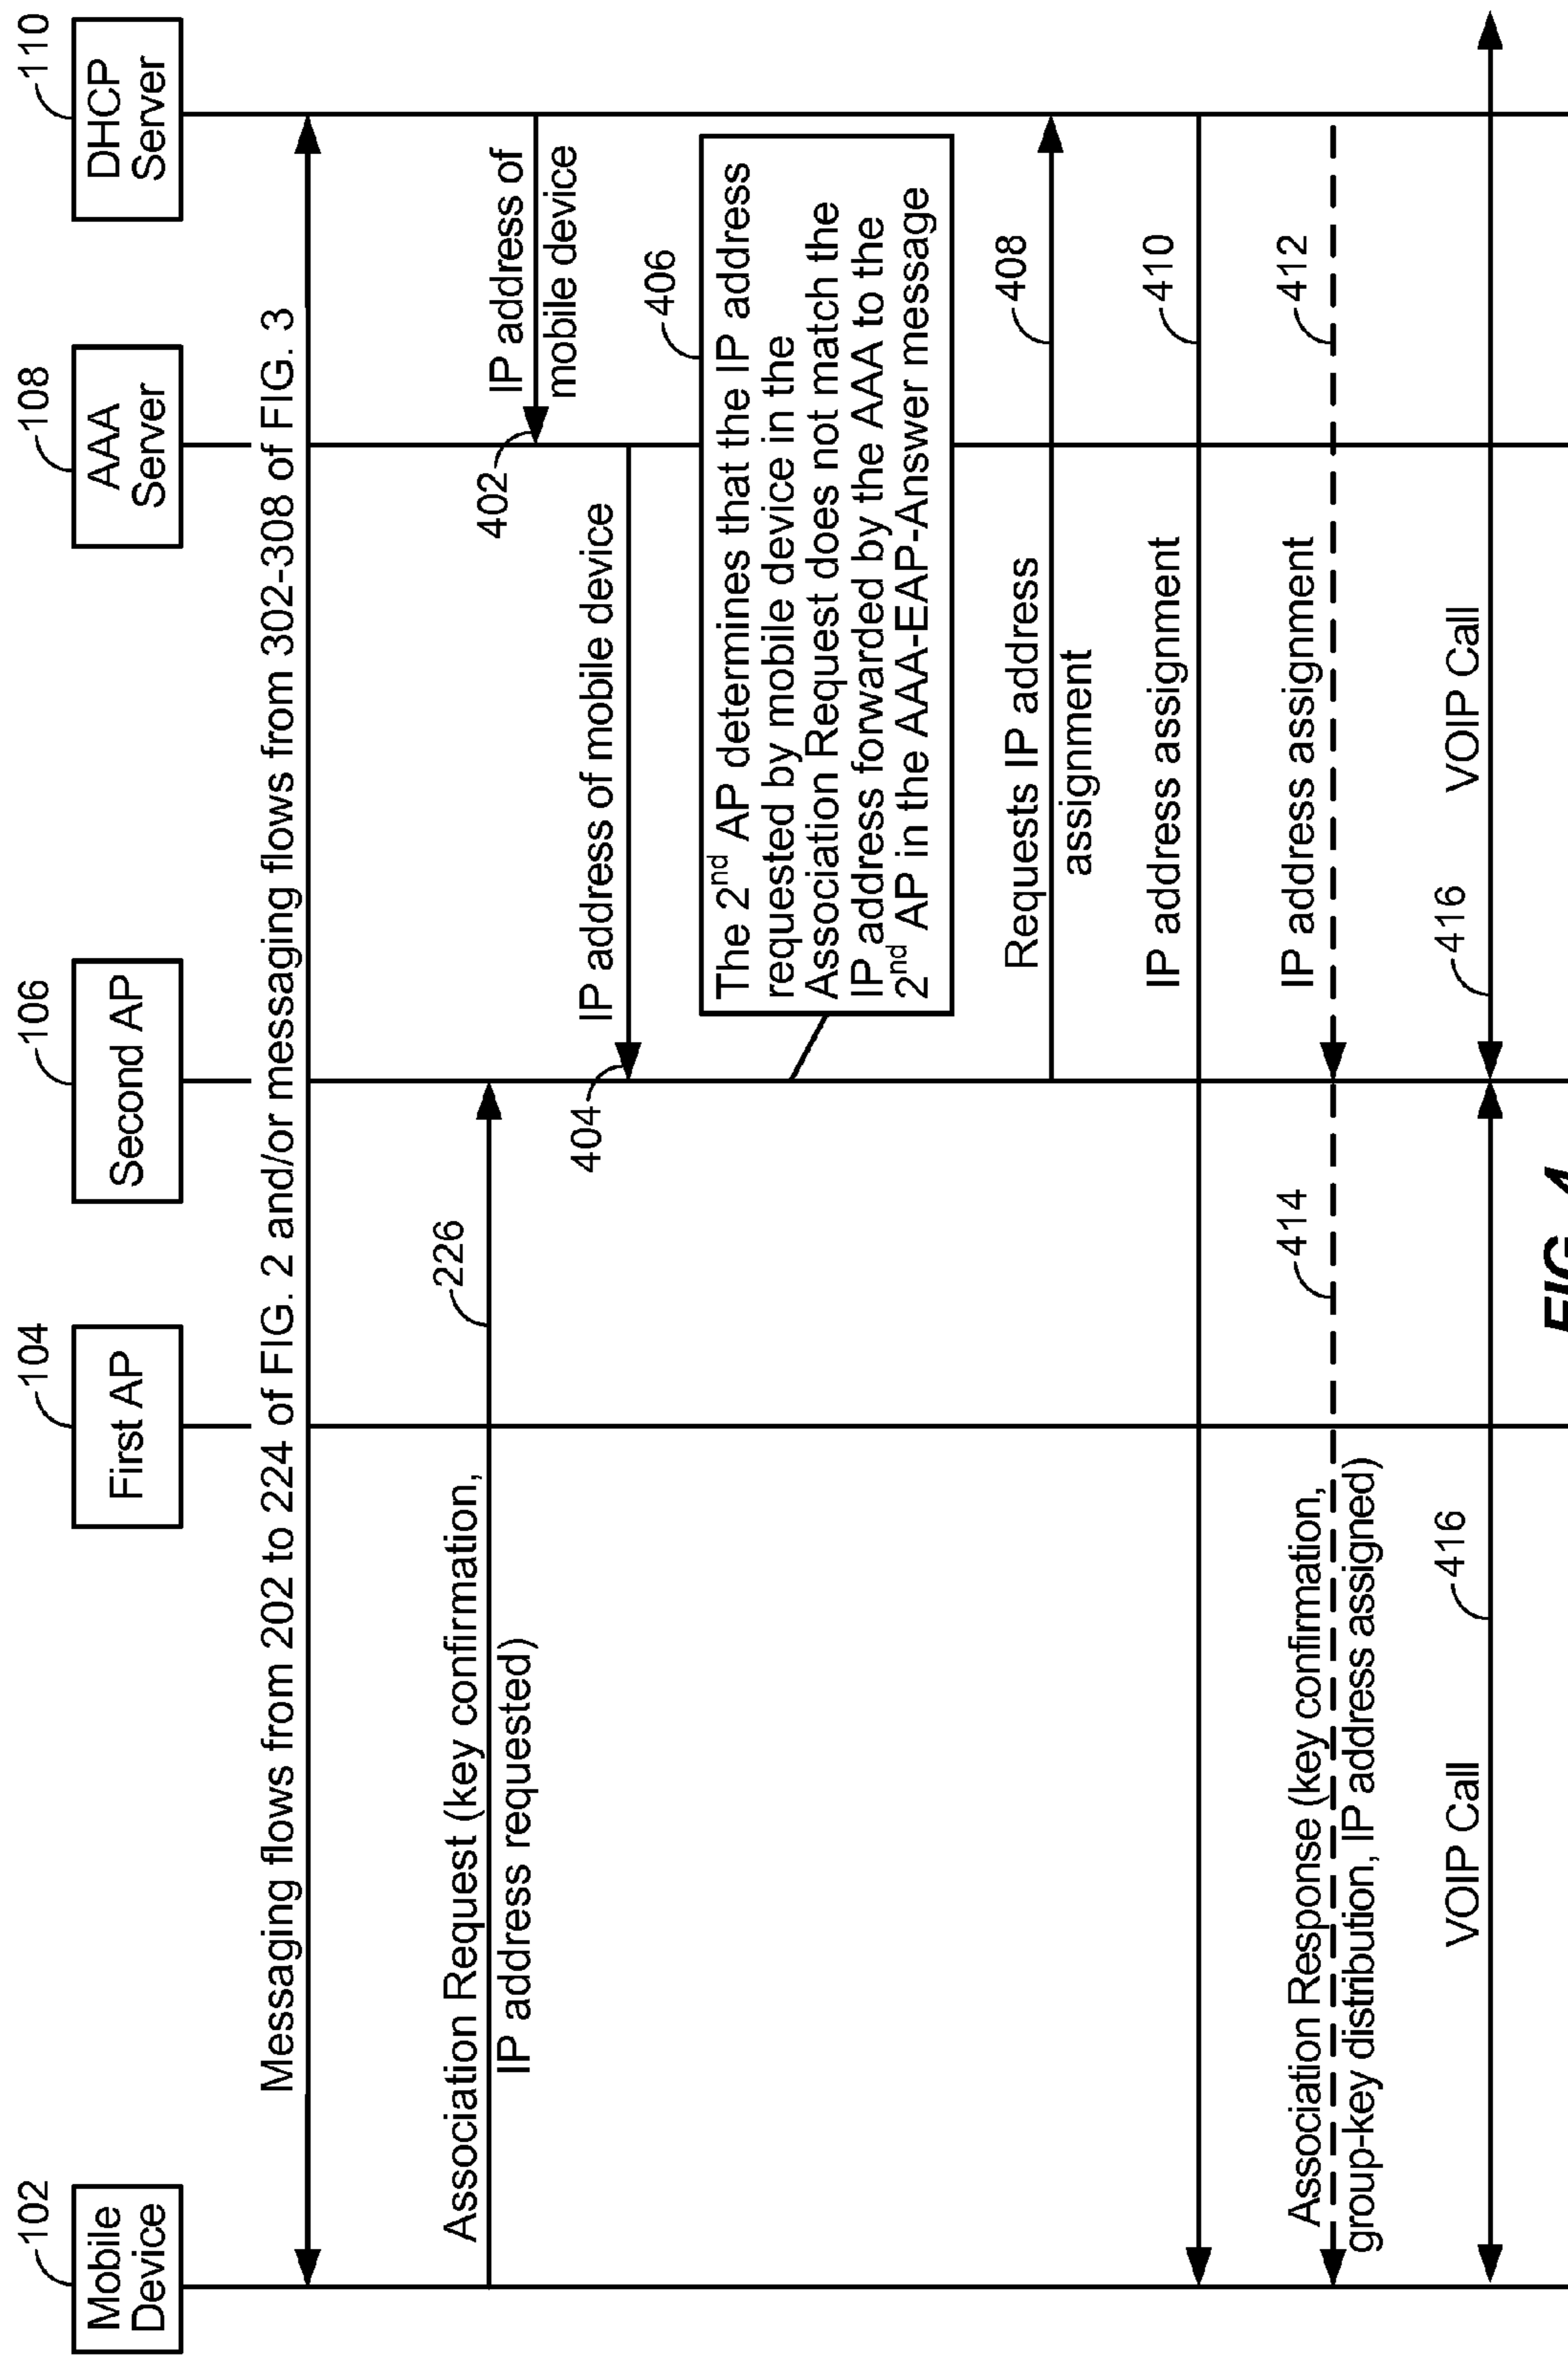 102
104
106
108
110
Mobile
Device
First AP
Second AP
AAA
Server
DHCP
Server
Messaging flows from 202 to 224 of FIG. 2 and/or messaging flows from 302-308 of FIG. 3
Association Request (key confirmation,
IP address requested)
226
IP address of
mobile device
402
IP address of mobile device
404
406
The 2nd AP determines that the IP address
requested by mobile device in the
Association Request does not match the
IP address forwarded by the AAA to the
2nd AP in the AAA-EAP-Answer message
Requests IP address
assignment
408
IP address assignment
410
IP address assignment
412
Association Response (key confirmation,
group-key distribution, IP address assigned)
414
VOIP Call
416
VOIP Call
416
FIG. 4